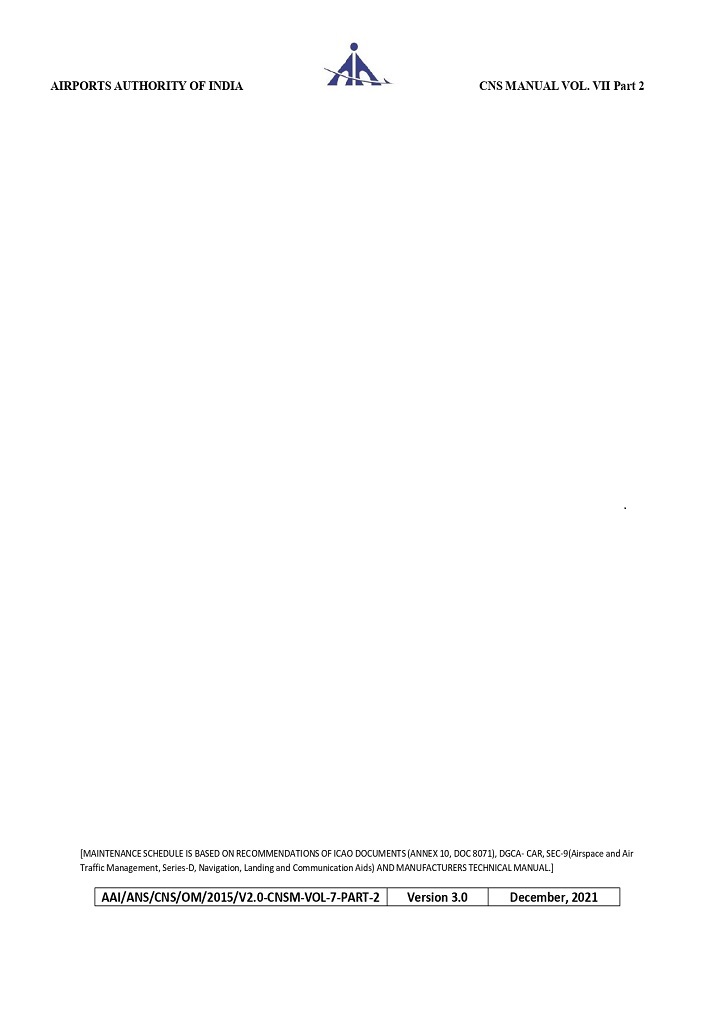 AIRPORTS AUTHORITY OF INDIA CNS MANUAL VOL. VII Part 2
.
[MAINTENANCE SCHEDULE IS BASED ON RECOMMENDATIONS OF ICAO DOCUMENTS (ANNEX 10, DOC 8071), DGCA- CAR, SEC-9(Airspace and Air
Traffic Management, Series-D, Navigation, Landing and Communication Aids) AND MANUFACTURERS TECHNICAL MANUAL.]
AAI/ANS/CNS/OM/2015/V2.0-CNSM-VOL-7-PART-2 Version 3.0 December, 2021